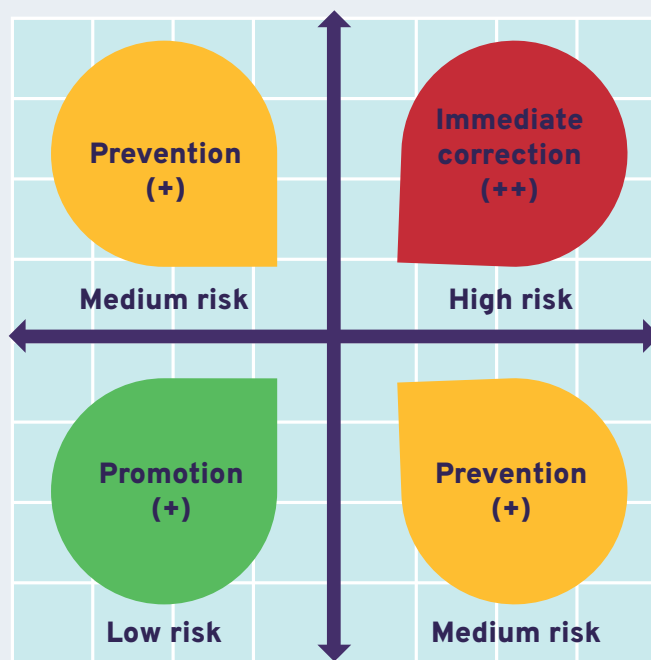 Prevention
(+)
Medium risk
Immediate
correction
(++)
High risk
Promotion
(+)
Low risk
Prevention
(+)
Medium risk